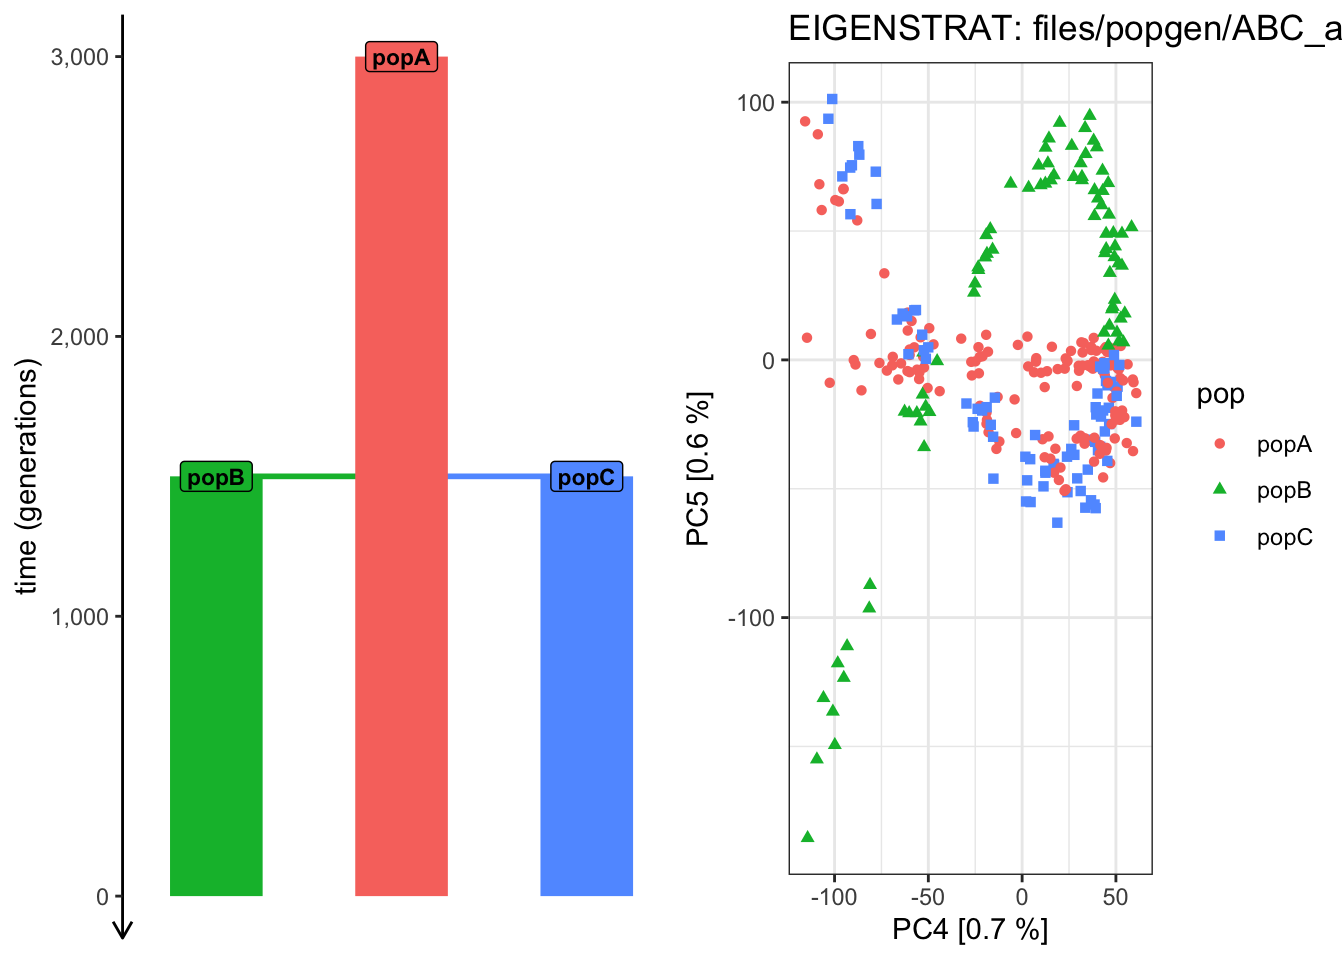 time (generations)
3,000
2,000
1,000
0
popA
popB
popC
EIGENSTRAT: files/popgen/ABC_a
PC5 [0.6 %]
100
0
-100
-100
-50
0
50
PC4 [0.7 %]
pop
popA
popB
popC